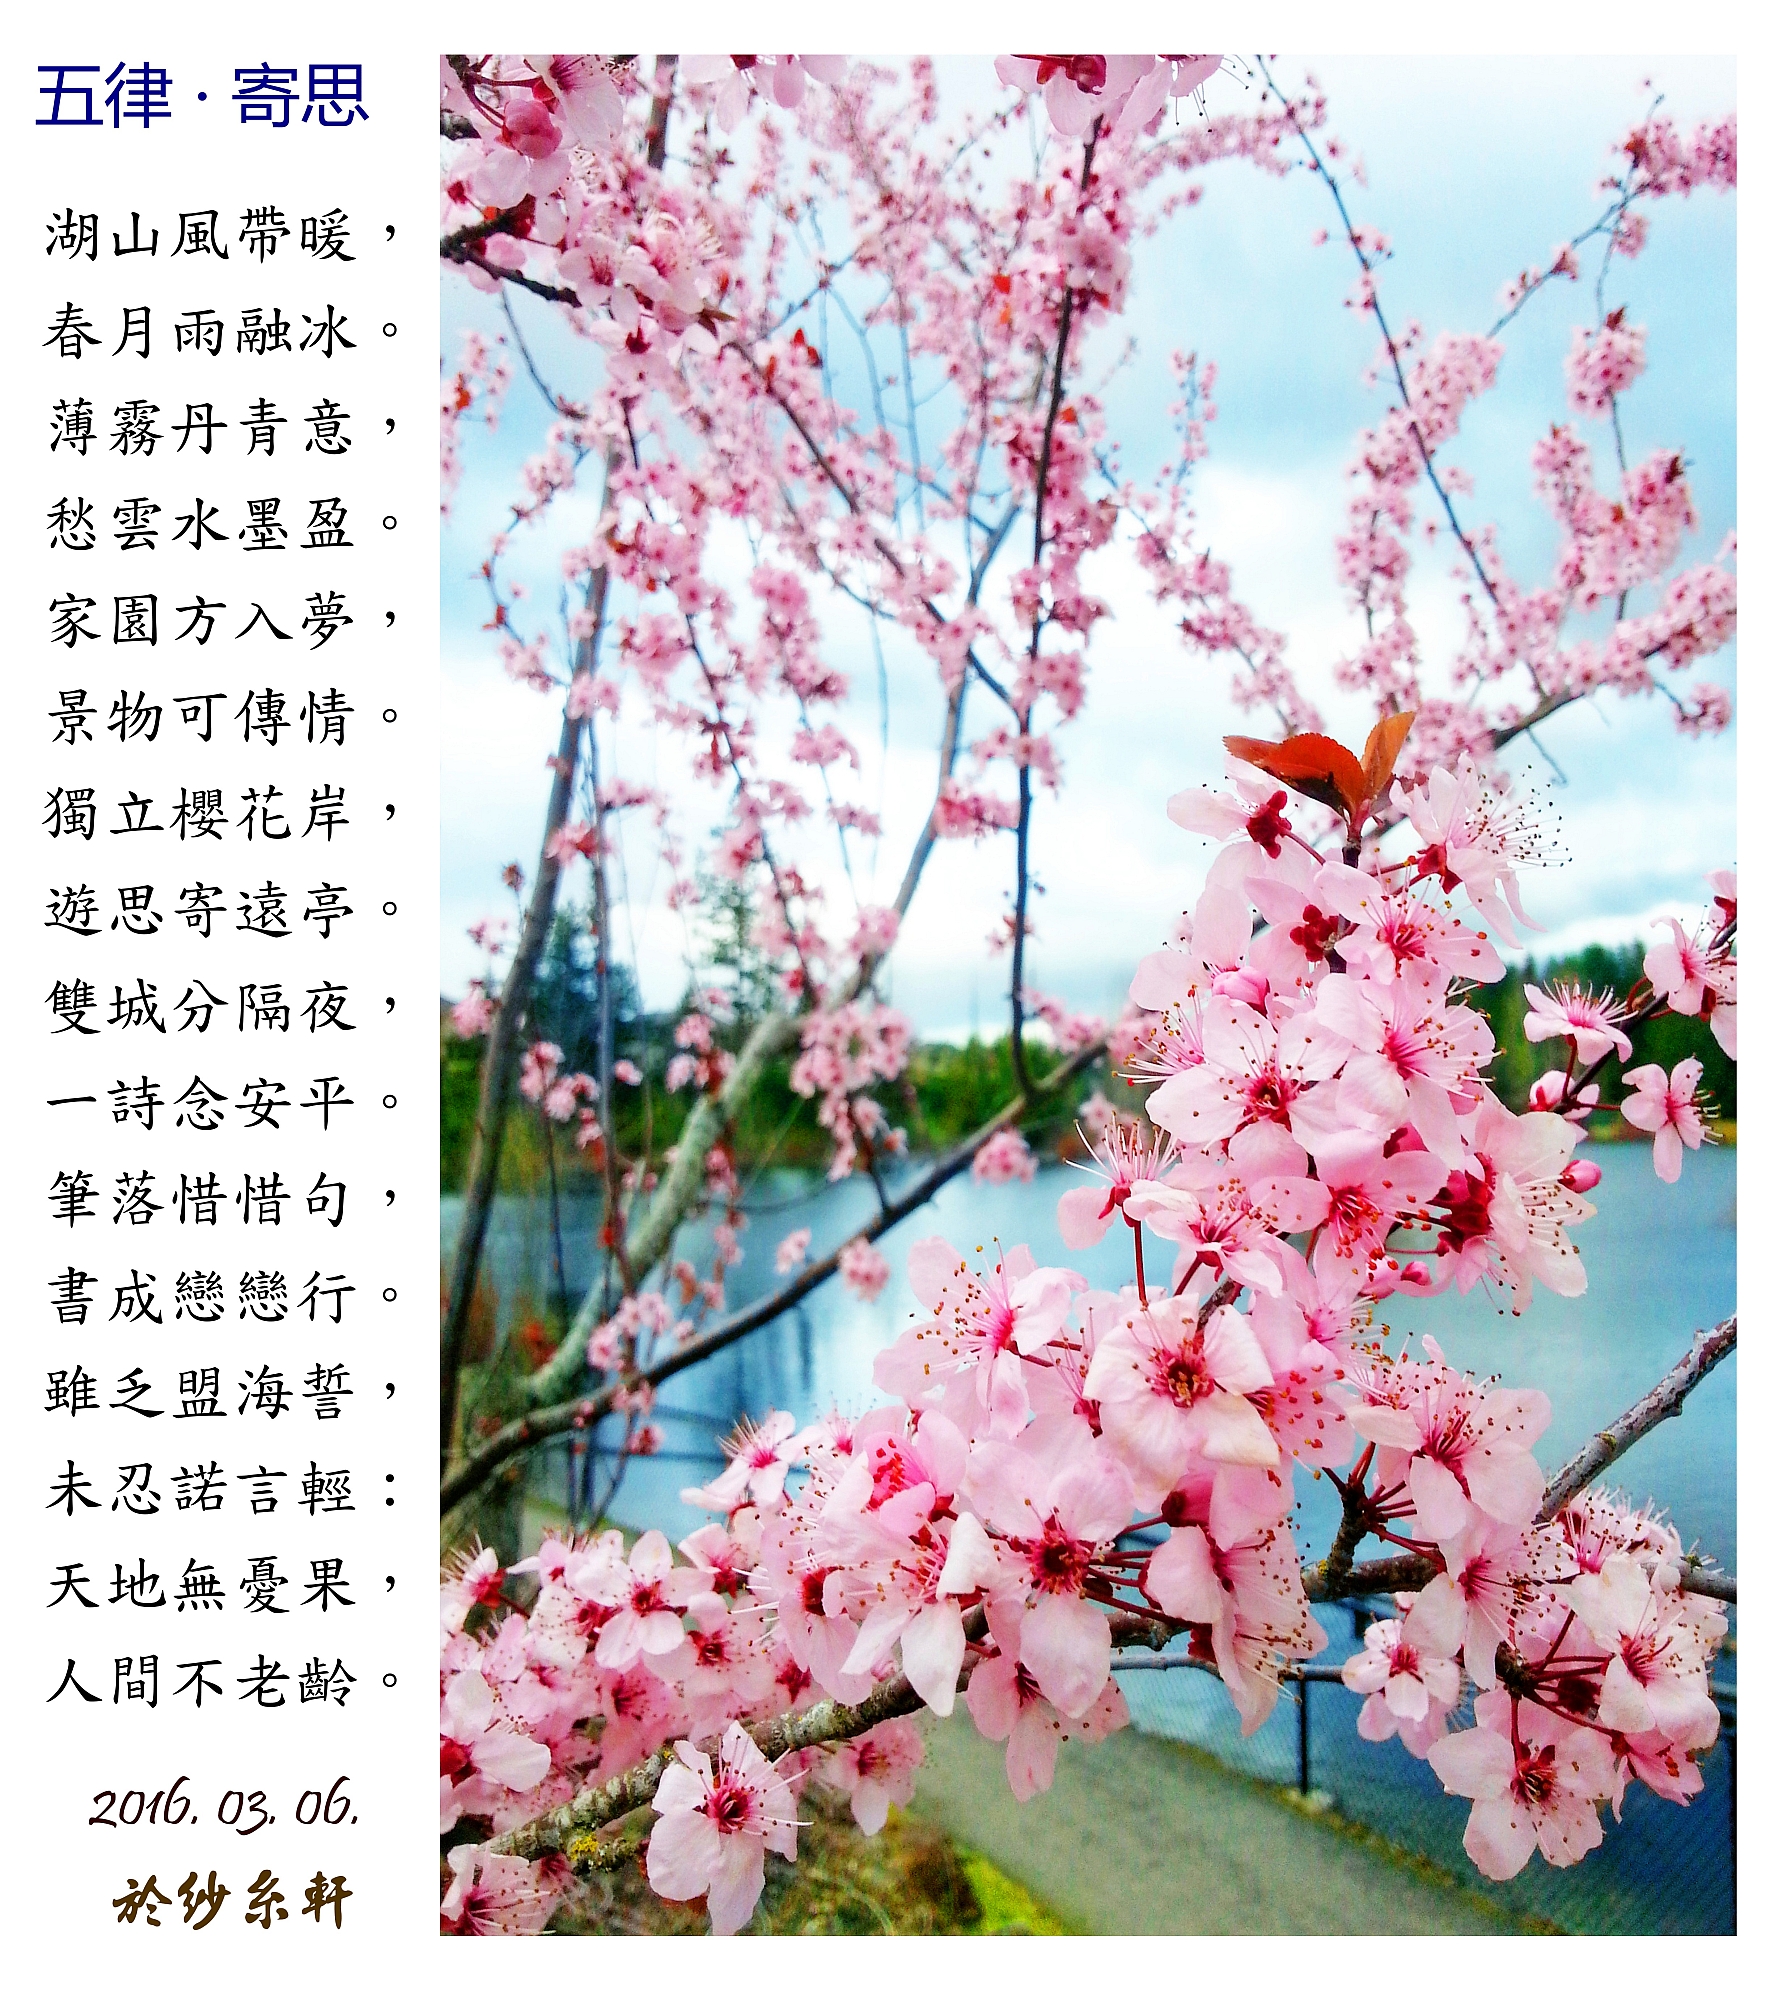 五律 · 寄思
湖山風帶暖，
春月雨融冰。
薄霧丹青意，
愁雲水墨盈。
家園方入夢，
景物可傳情。
獨立櫻花岸，
遊思寄遠亭。
雙城分隔夜，
一詩念安平。
筆落惜惜句，
書成戀戀行。
雖乏盟海誓，
未忍諾言輕：
天地無憂果，
人間不老齡。
2016. 03. 06.
於紗糸軒